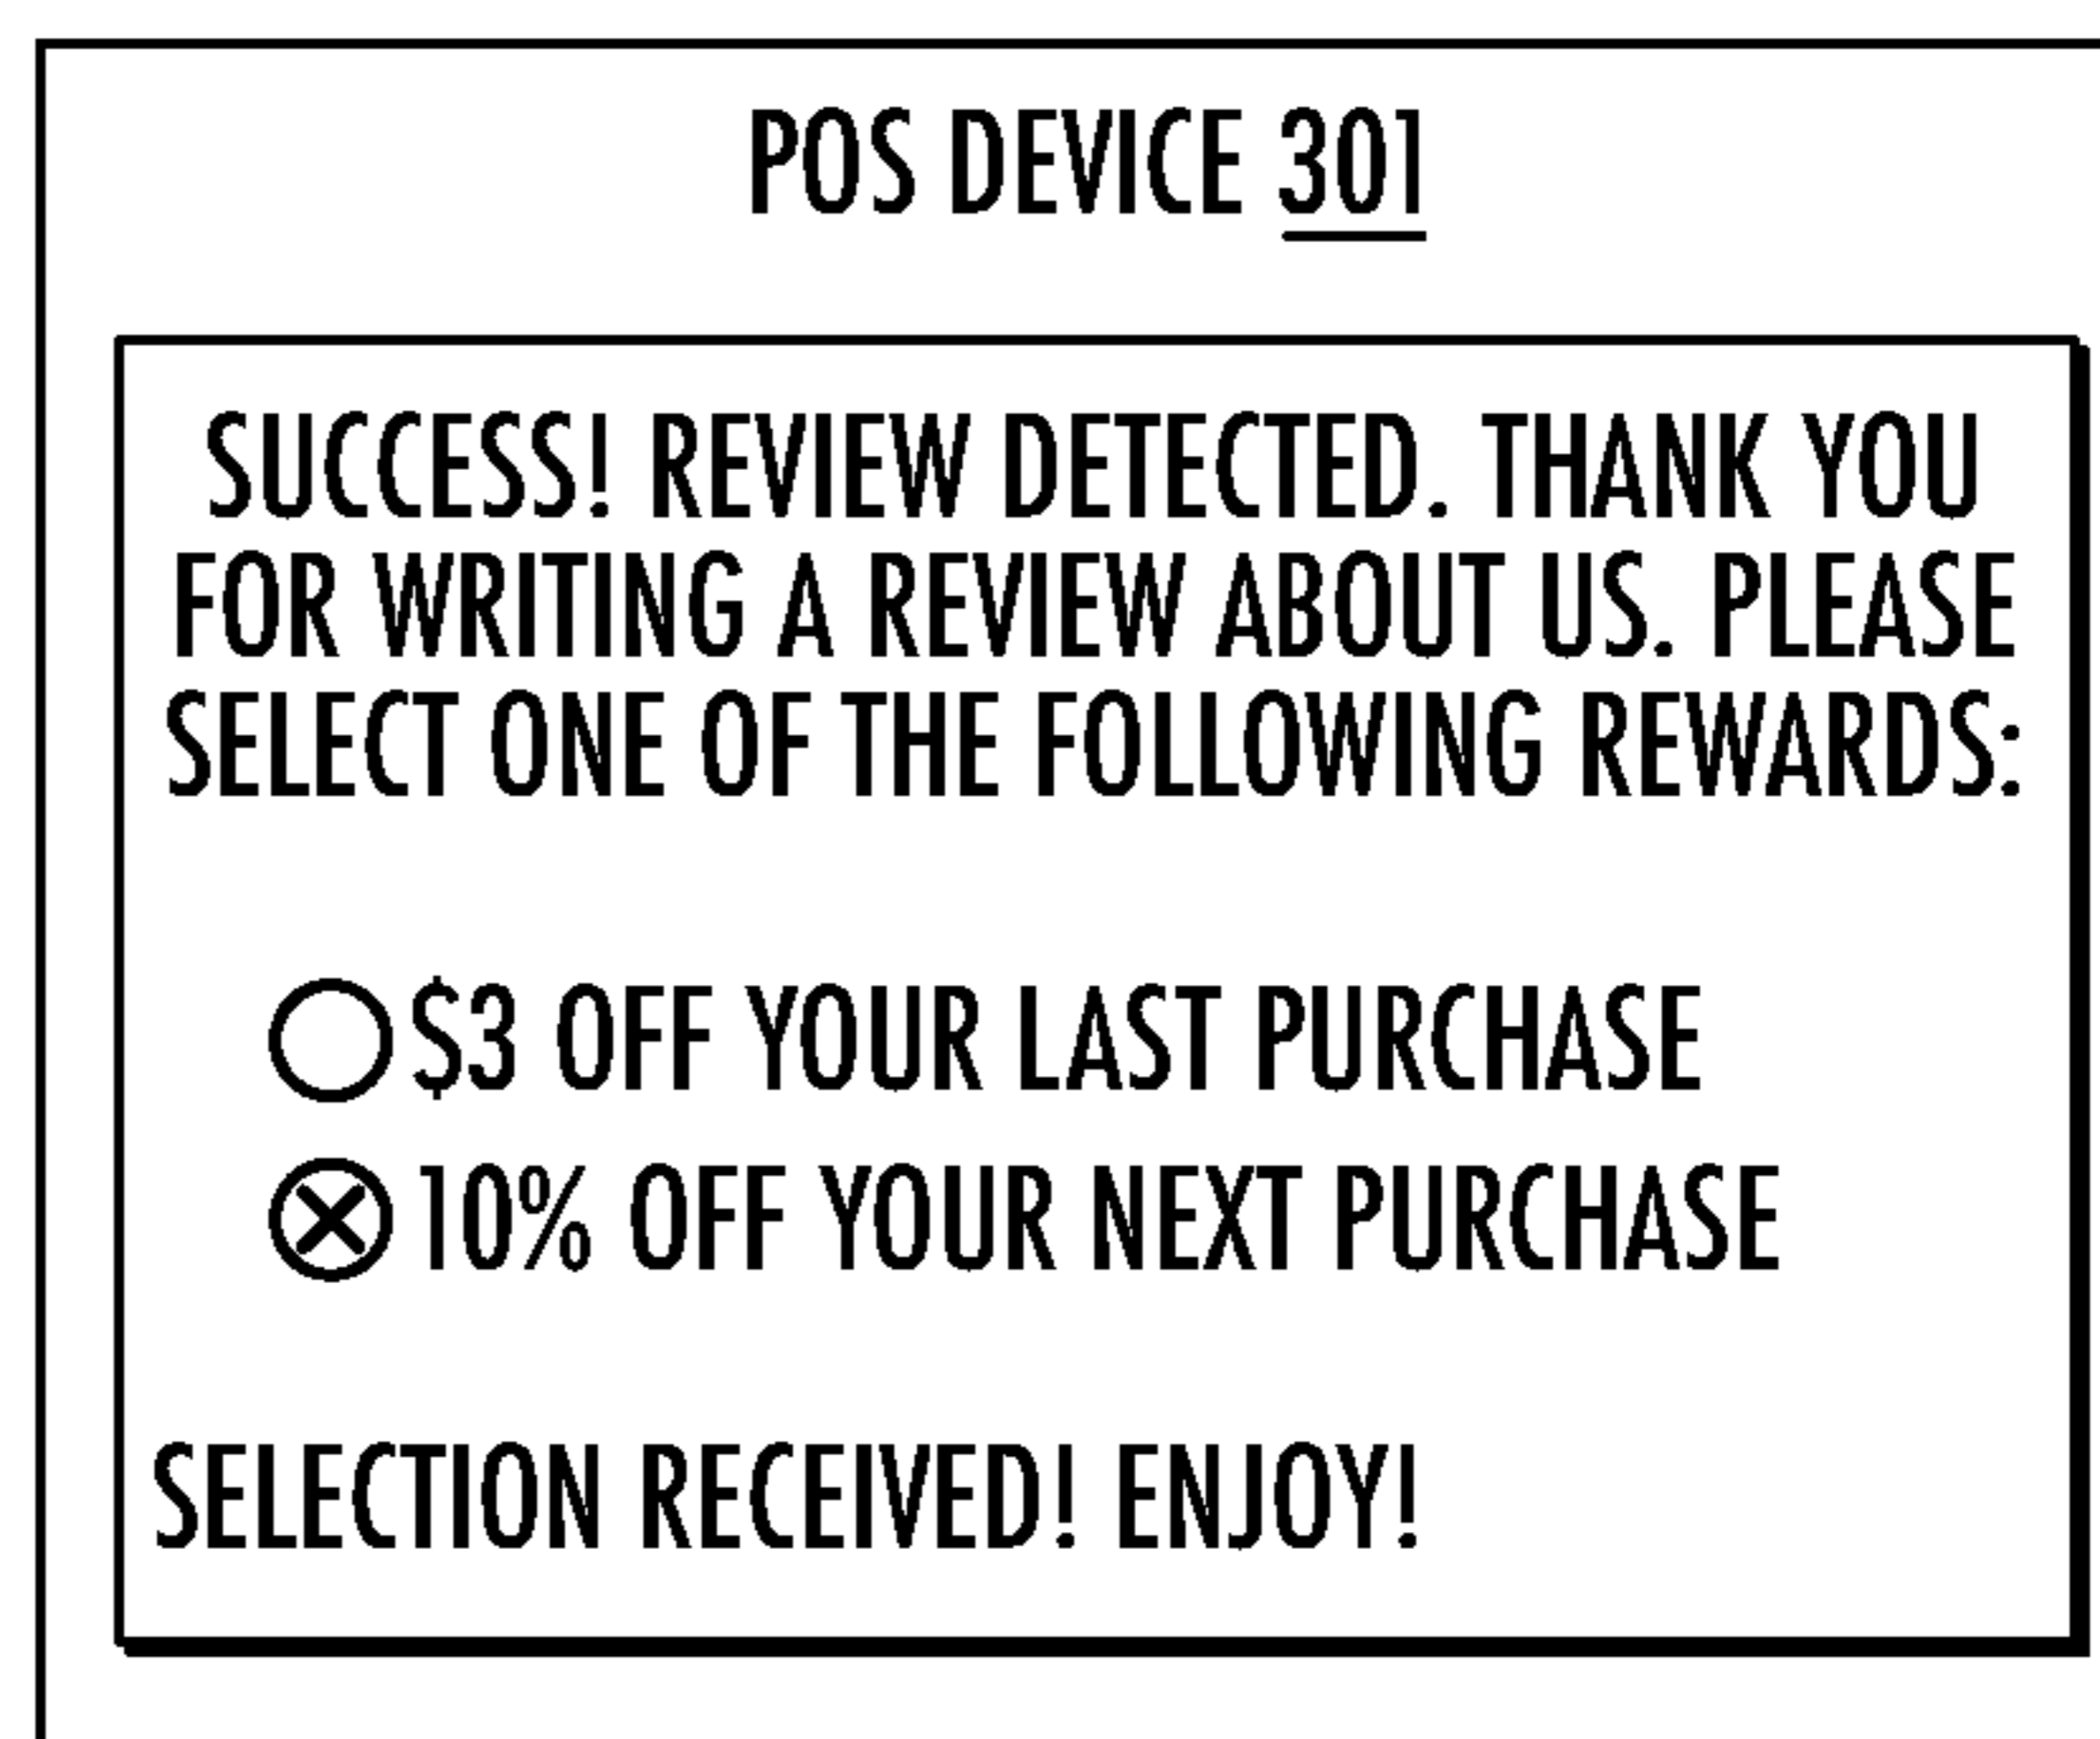 POS DEVICE 301
SUCCESS! REVIEW DETECTED. THANK YOU
FOR WRITING A REVIEW ABOUT US. PLEASE
SELECT ONE OF THE FOLLOWING REWARDS:
$3 OFF YOUR LAST PURCHASE
10% OFF YOUR NEXT PURCHASE
SELECTION RECEIVED! ENJOY!